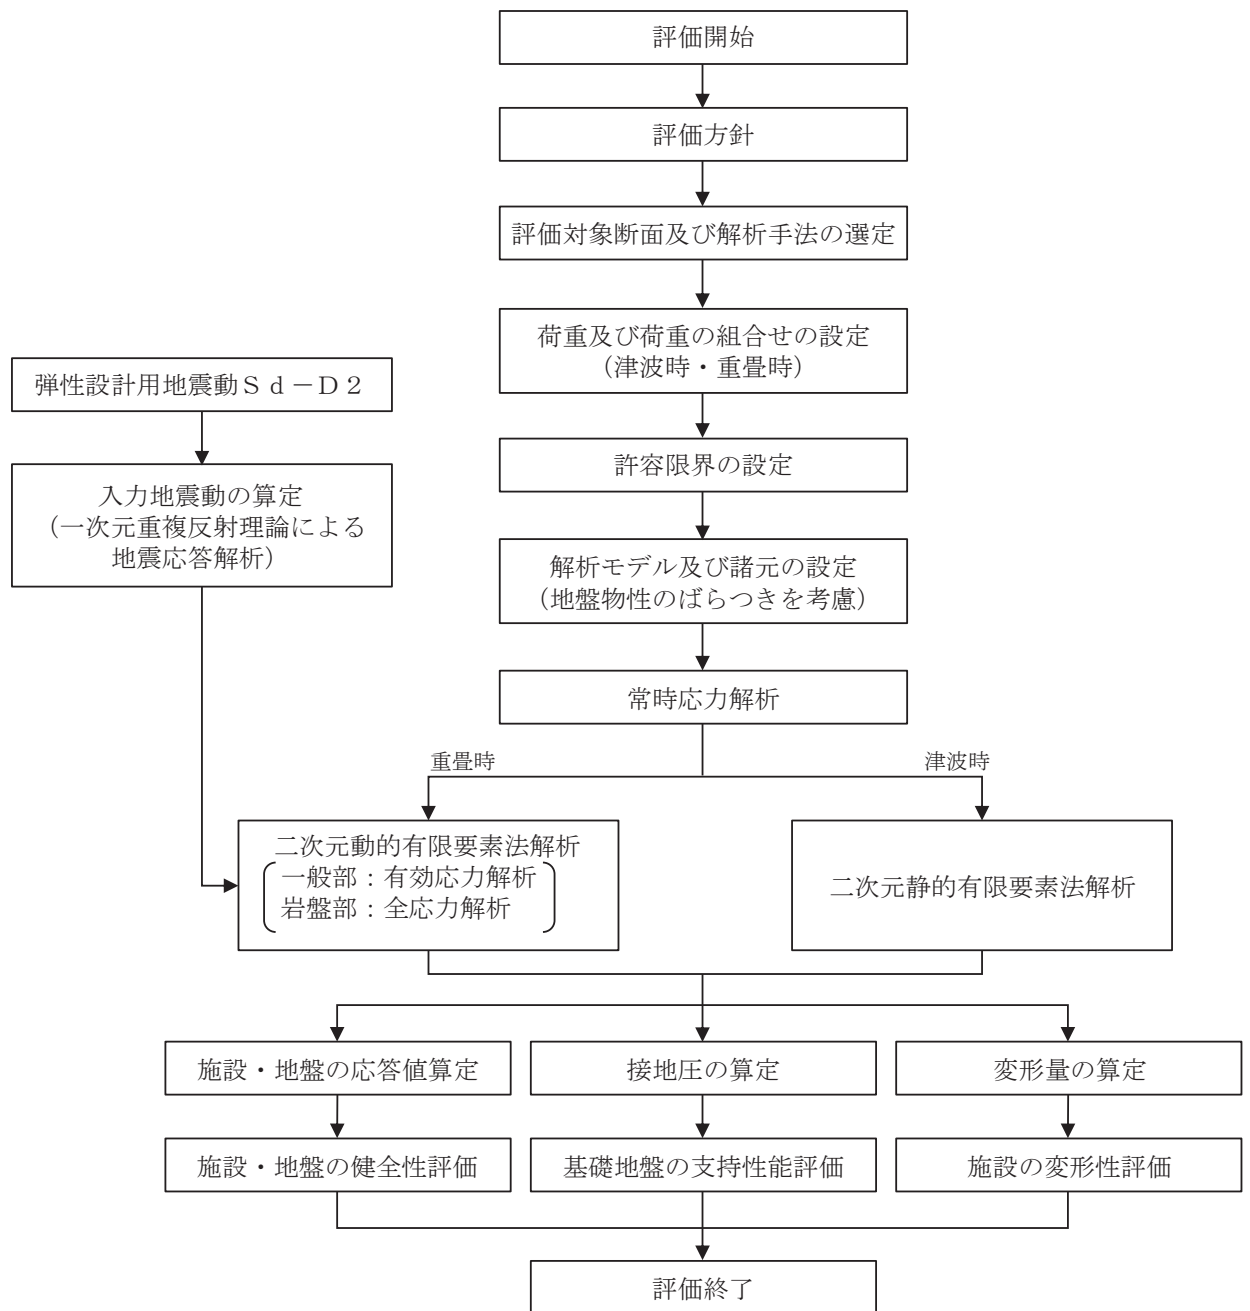 評価開始
評価方針
評価対象断面及び解析手法の選定
荷重及び荷重の組合せの設定
（津波時・重畳時）
許容限界の設定
解析モデル及び諸元の設定
（地盤物性のばらつきを考慮）
常時応力解析
弾性設計用地震動Ｓｄ－Ｄ２
入力地震動の算定
（一次元重複反射理論による
地震応答解析）
重畳時
津波時
二次元動的有限要素法解析
一般部：有効応力解析
岩盤部：全応力解析
二次元静的有限要素法解析
施設・地盤の応答値算定
接地圧の算定
変形量の算定
施設・地盤の健全性評価
基礎地盤の支持性能評価
施設の変形性評価
評価終了